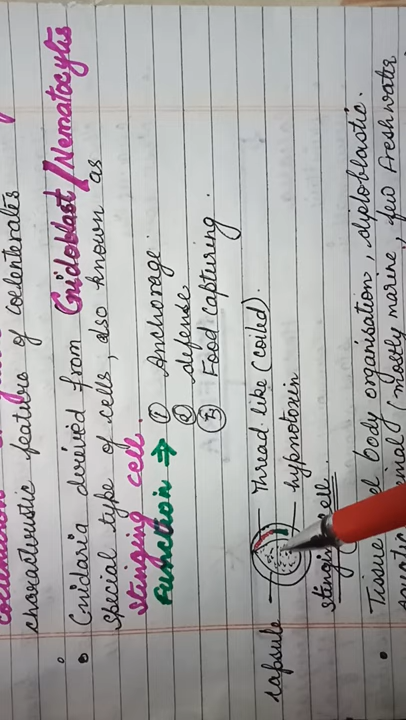 characteristic feature of coelenterates
• Cnidaria derived from Cnidoblast/Nematocytis
special type of cells, also known as
stinging cell.
Function → ① Anchorage
② defense
③ Food capturing.
capsule Thread like (coiled).
hypnotoxin
stinging cell.
• Tissue body organisation, diploblastic.
(mostly marine, few Freshwater